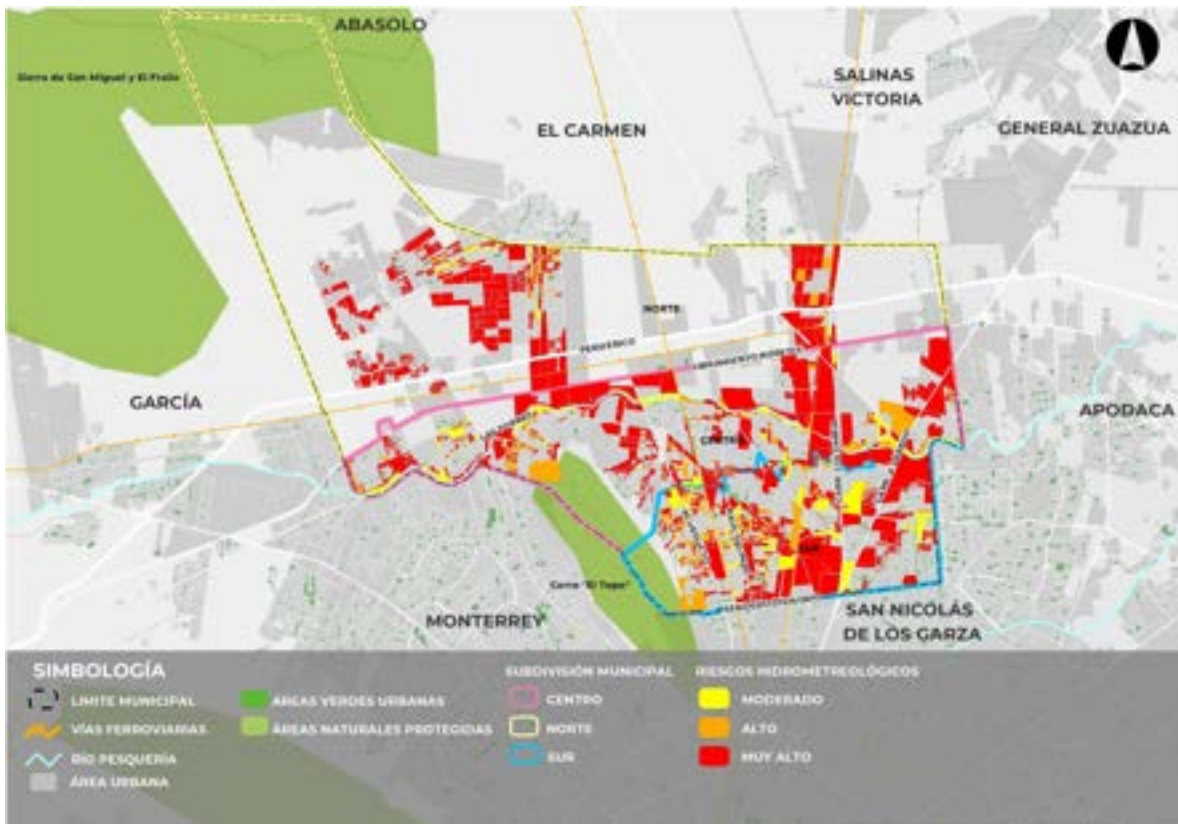 ABASOLO
Sierra de San Miguel y El Fraile
SALINAS
VICTORIA
EL CARMEN
GENERAL ZUAZUA
NORTE
PERIFÉRICO
GARCÍA
APODACA
CENTRO
SUR
Cerro "El Topo"
MONTERREY
SAN NICOLÁS
DE LOS GARZA
SIMBOLOGÍA
LIMITE MUNICIPAL
VÍAS FERROVIARIAS
RÍO PESQUERÍA
ÁREA URBANA
ÁREAS VERDES URBANAS
ÁREAS NATURALES PROTEGIDAS
SUBDIVISIÓN MUNICIPAL
CENTRO
NORTE
SUR
RIESGOS HIDROMETREOLÓGICOS
MODERADO
ALTO
MUY ALTO